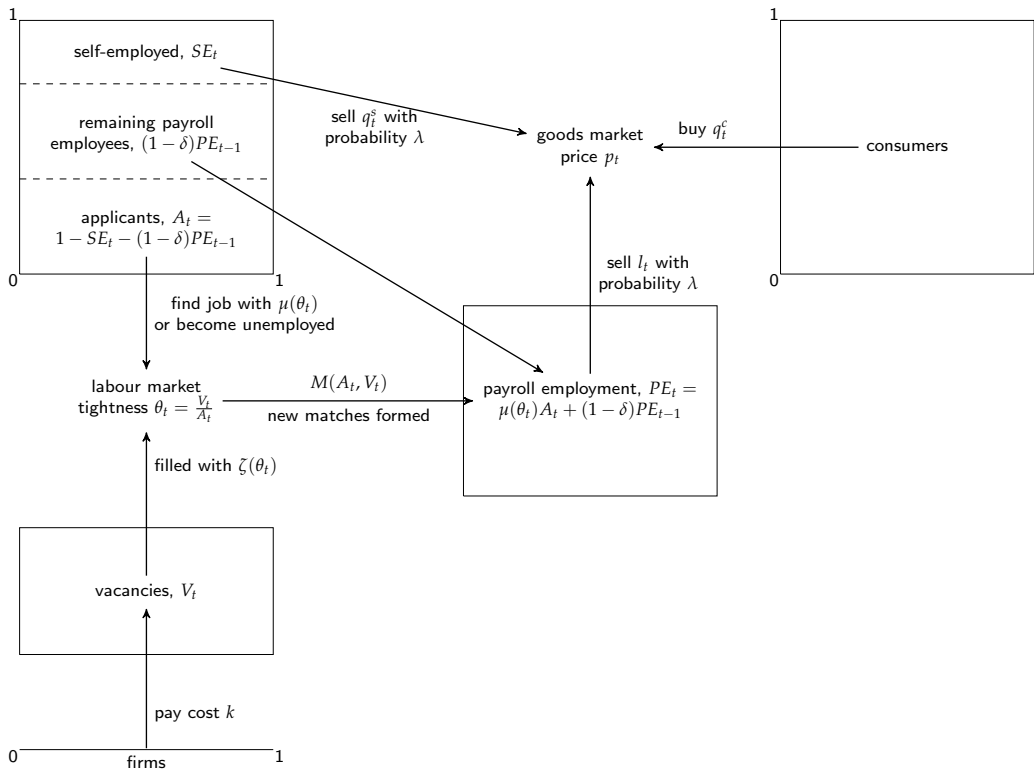 1
self-employed, SE_t
remaining payroll
employees, (1 − δ)PE_{t−1}
applicants, A_t =
1 − SE_t − (1 − δ)PE_{t−1}
0
1
sell q_t^s with
probability λ
goods market
price p_t
buy q_t^c
1
consumers
0
1
find job with μ(θ_t)
or become unemployed
sell l_t with
probability λ
labour market
tightness θ_t = V_t/A_t
M(A_t, V_t)
new matches formed
payroll employment, PE_t =
μ(θ_t)A_t + (1 − δ)PE_{t−1}
filled with ζ(θ_t)
vacancies, V_t
pay cost k
0
1
firms